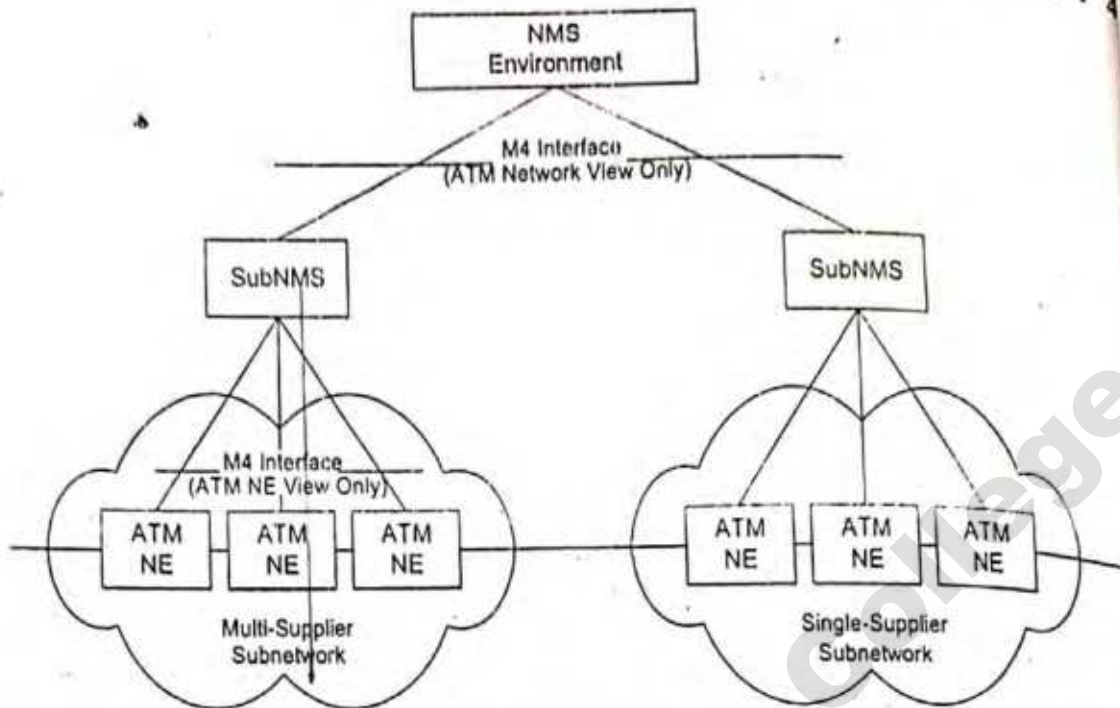 NMS
Environment
M4 Interface
(ATM Network View Only)
SubNMS
SubNMS
M4 Interface
(ATM NE View Only)
ATM
NE
ATM
NE
ATM
NE
ATM
NE
ATM
NE
ATM
NE
Multi-Supplier
Subnetwork
Single-Supplier
Subnetwork
college